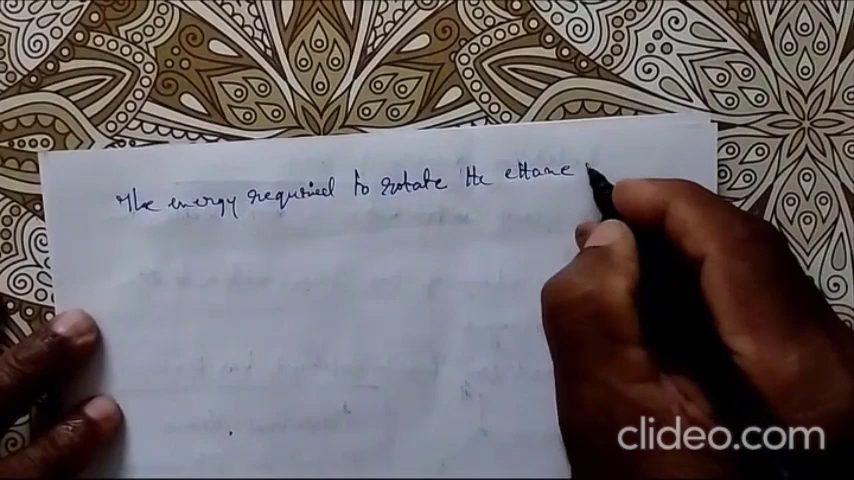 The energy required to rotate the ethane
clideo.com